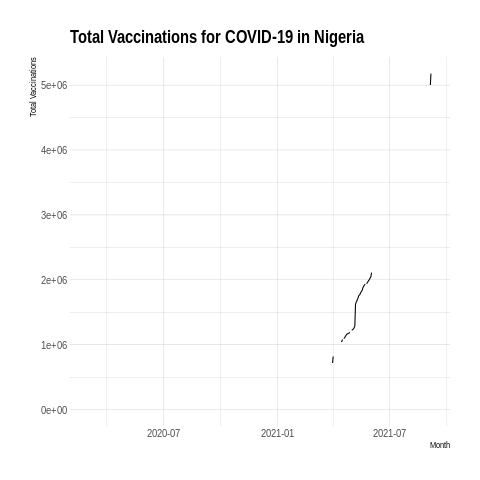 Total Vaccinations for COVID-19 in Nigeria
Total Vaccinations
5e+06
4e+06
3e+06
2e+06
1e+06
0e+00
2020-07 2021-01 2021-07
Month